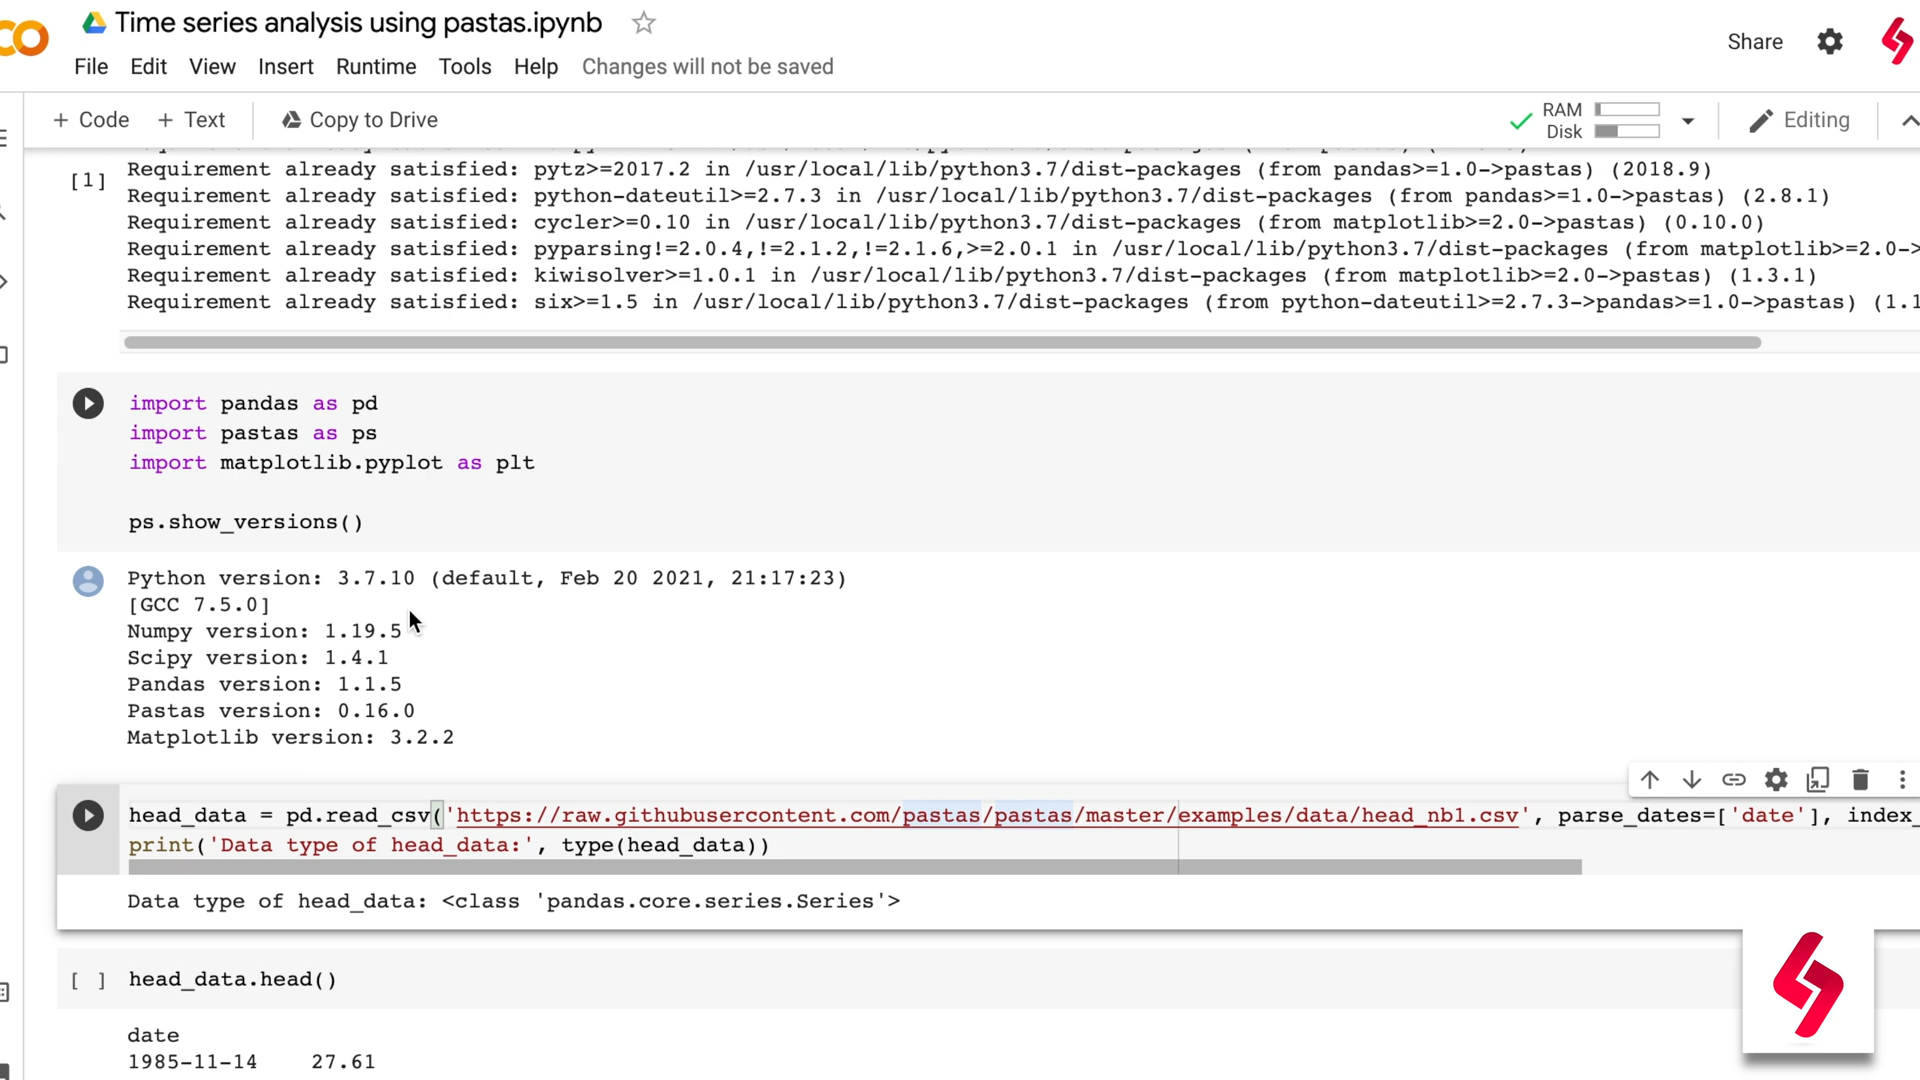 Time series analysis using pastas.ipynb
File Edit View Insert Runtime Tools Help Changes will not be saved
Share
+ Code + Text Copy to Drive
RAM
Disk
Editing
[1]
Requirement already satisfied: pytz>=2017.2 in /usr/local/lib/python3.7/dist-packages (from pandas>=1.0->pastas) (2018.9)
Requirement already satisfied: python-dateutil>=2.7.3 in /usr/local/lib/python3.7/dist-packages (from pandas>=1.0->pastas) (2.8.1)
Requirement already satisfied: cycler>=0.10 in /usr/local/lib/python3.7/dist-packages (from matplotlib>=2.0->pastas) (0.10.0)
Requirement already satisfied: pyparsing!=2.0.4,!=2.1.2,!=2.1.6,>=2.0.1 in /usr/local/lib/python3.7/dist-packages (from matplotlib>=2.0->
Requirement already satisfied: kiwisolver>=1.0.1 in /usr/local/lib/python3.7/dist-packages (from matplotlib>=2.0->pastas) (1.3.1)
Requirement already satisfied: six>=1.5 in /usr/local/lib/python3.7/dist-packages (from python-dateutil>=2.7.3->pandas>=1.0->pastas) (1.1
import pandas as pd
import pastas as ps
import matplotlib.pyplot as plt
ps.show_versions()
Python version: 3.7.10 (default, Feb 20 2021, 21:17:23)
[GCC 7.5.0]
Numpy version: 1.19.5
Scipy version: 1.4.1
Pandas version: 1.1.5
Pastas version: 0.16.0
Matplotlib version: 3.2.2
head_data = pd.read_csv('https://raw.githubusercontent.com/pastas/pastas/master/examples/data/head_nb1.csv', parse_dates=['date'], index_
print('Data type of head_data:', type(head_data))
Data type of head_data: <class 'pandas.core.series.Series'>
[ ] head_data.head()
date
1985-11-14 27.61